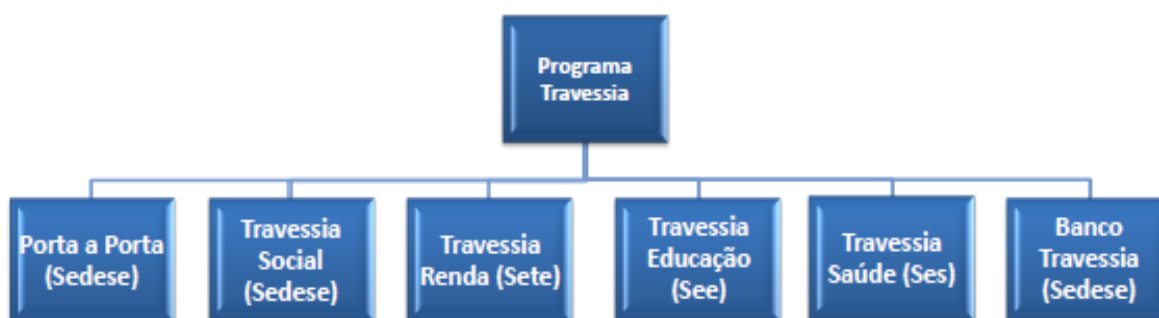 Programa
Travessia
Porta a Porta
(Sedese)
Travessia
Social
(Sedese)
Travessia
Renda (Sete)
Travessia
Educação
(See)
Travessia
Saúde (Ses)
Banco
Travessia
(Sedese)